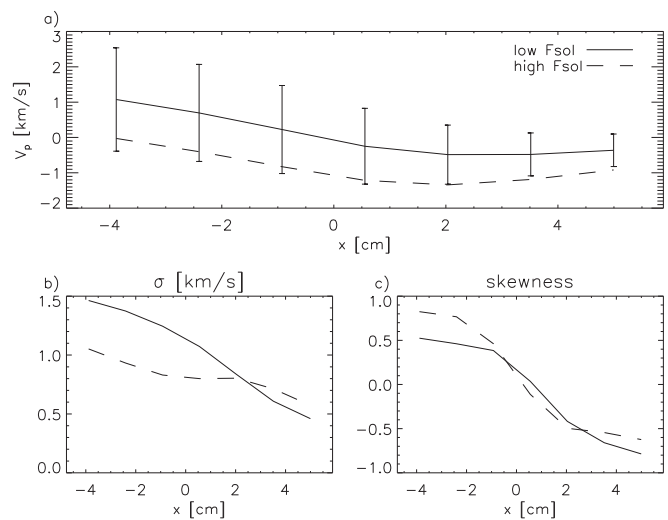 a)
3
2
1
0
−1
−2
V_p [km/s]
low Fsol
high Fsol
−4 −2 0 2 4
x [cm]
b) σ [km/s]
1.5
1.0
0.5
0.0
−4 −2 0 2 4
x [cm]
c) skewness
1.0
0.5
0.0
−0.5
−1.0
−4 −2 0 2 4
x [cm]